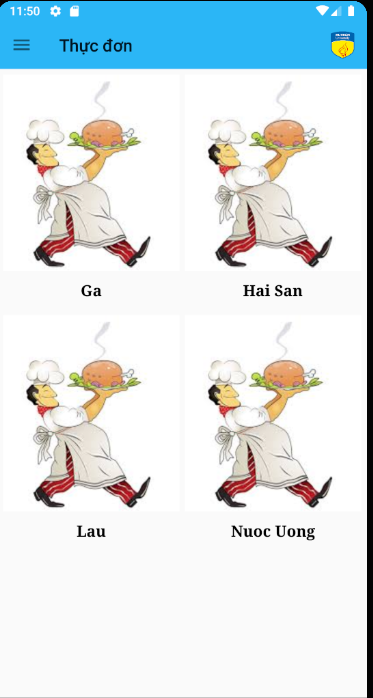 11:50
Thực đơn
Ga
Hai San
Lau
Nuoc Uong